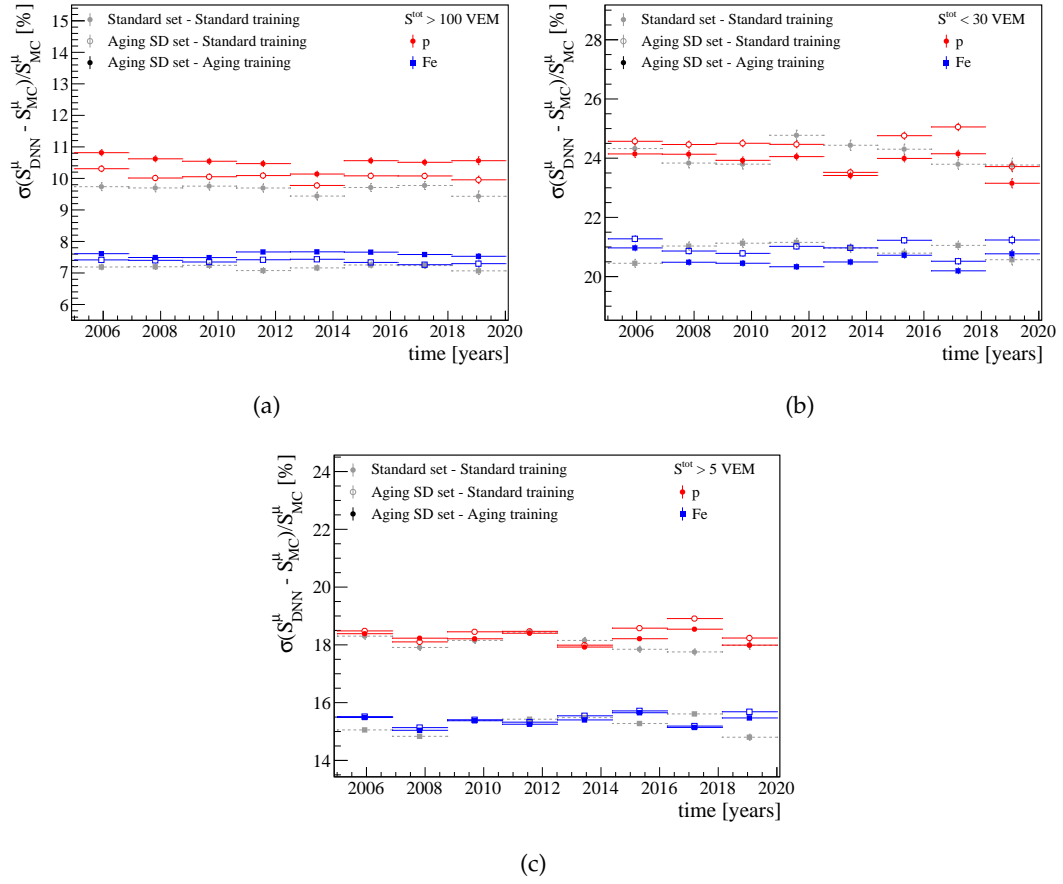 σ(S^μ_DNN - S^μ_MC)/S^μ_MC [%]
Standard set - Standard training
Aging SD set - Standard training
Aging SD set - Aging training
S^tot > 100 VEM
p
Fe
16
15
14
13
12
11
10
9
8
7
6
2006 2008 2010 2012 2014 2016 2018 2020
time [years]
(a)
σ(S^μ_DNN - S^μ_MC)/S^μ_MC [%]
Standard set - Standard training
Aging SD set - Standard training
Aging SD set - Aging training
S^tot < 30 VEM
p
Fe
28
26
24
22
20
2006 2008 2010 2012 2014 2016 2018 2020
time [years]
(b)
σ(S^μ_DNN - S^μ_MC)/S^μ_MC [%]
Standard set - Standard training
Aging SD set - Standard training
Aging SD set - Aging training
S^tot > 5 VEM
p
Fe
24
22
20
18
16
14
2006 2008 2010 2012 2014 2016 2018 2020
time [years]
(c)